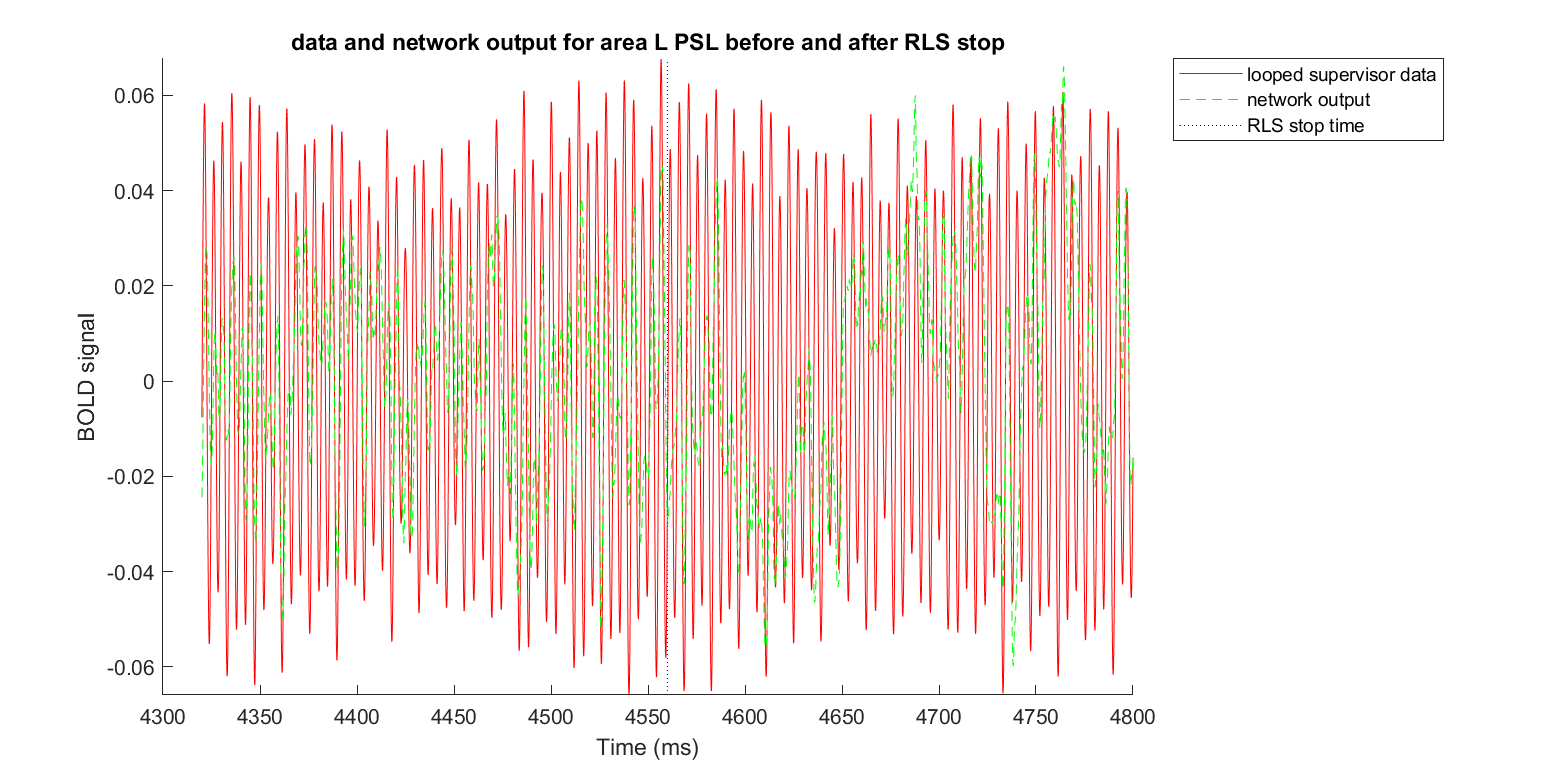 data and network output for area L PSL before and after RLS stop
looped supervisor data
network output
RLS stop time
0.06
0.04
0.02
0
-0.02
-0.04
-0.06
BOLD signal
4300 4350 4400 4450 4500 4550 4600 4650 4700 4750 4800
Time (ms)